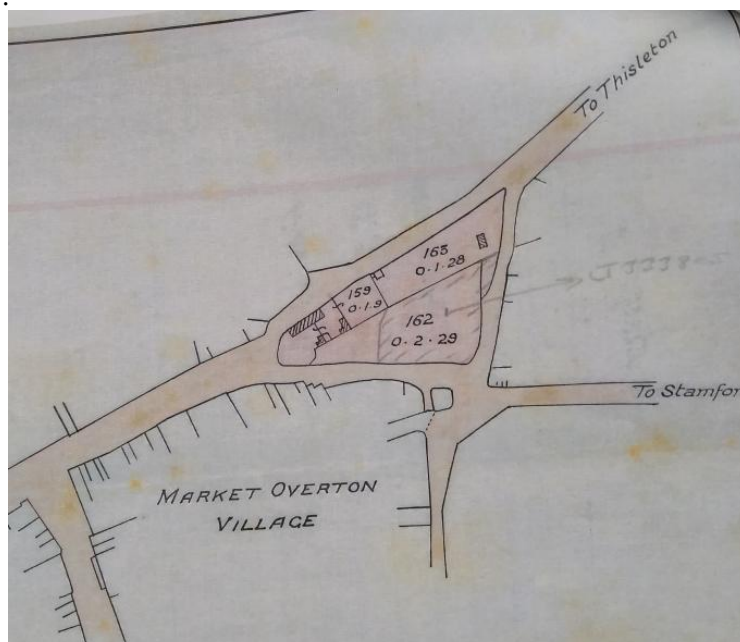 To Thisleton
163
0·1·28
159
0·1·9
162
0·2·29
To Stamfor
MARKET OVERTON
VILLAGE